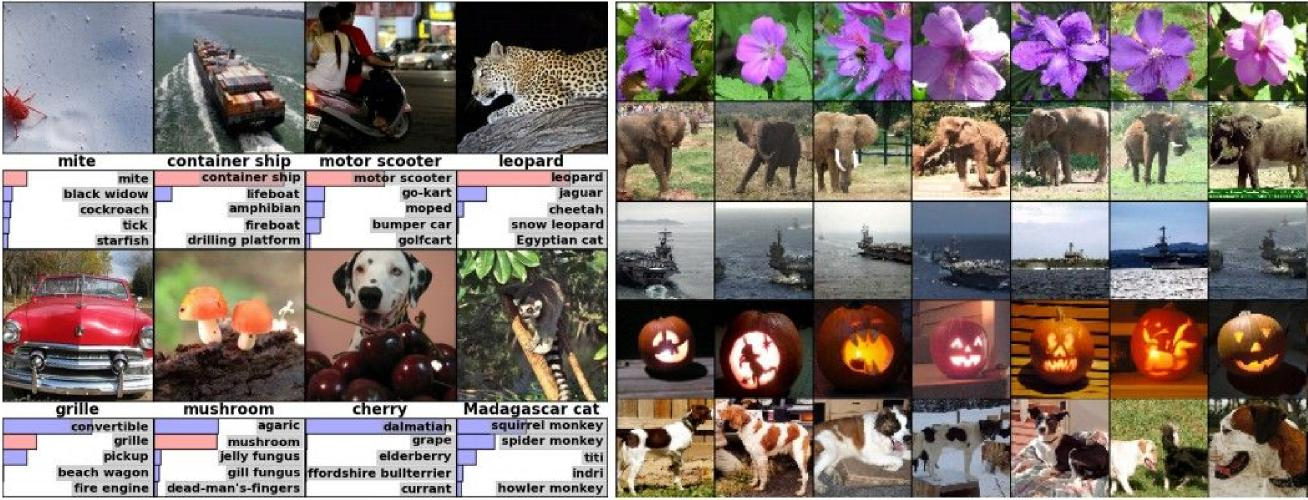 mite
container ship
motor scooter
leopard
mite
black widow
cockroach
tick
starfish
container ship
lifeboat
amphibian
fireboat
drilling platform
motor scooter
go-kart
moped
bumper car
golfcart
leopard
jaguar
cheetah
snow leopard
Egyptian cat
grille
mushroom
cherry
Madagascar cat
convertible
grille
pickup
beach wagon
fire engine
agaric
mushroom
jelly fungus
gill fungus
dead-man's-fingers
dalmatian
grape
elderberry
ffordshire bullterrier
currant
squirrel monkey
spider monkey
titi
indri
howler monkey